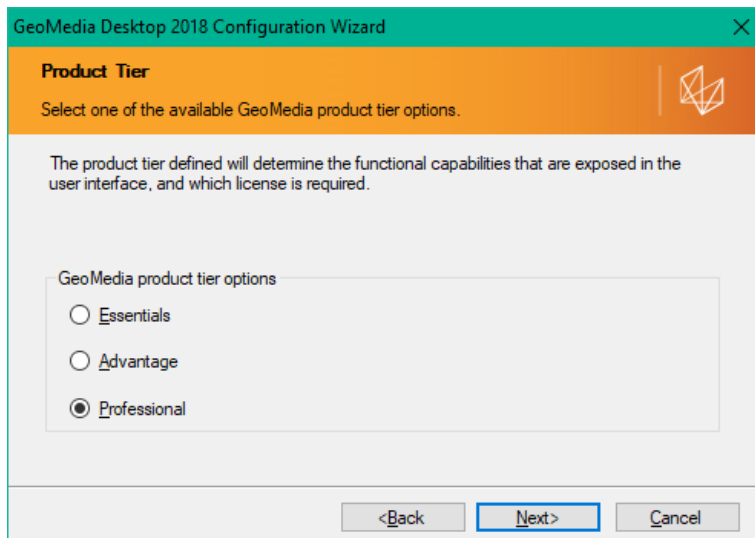 GeoMedia Desktop 2018 Configuration Wizard
Product Tier
Select one of the available GeoMedia product tier options.
The product tier defined will determine the functional capabilities that are exposed in the
user interface, and which license is required.
GeoMedia product tier options
Essentials
Advantage
Professional
<Back
Next>
Cancel